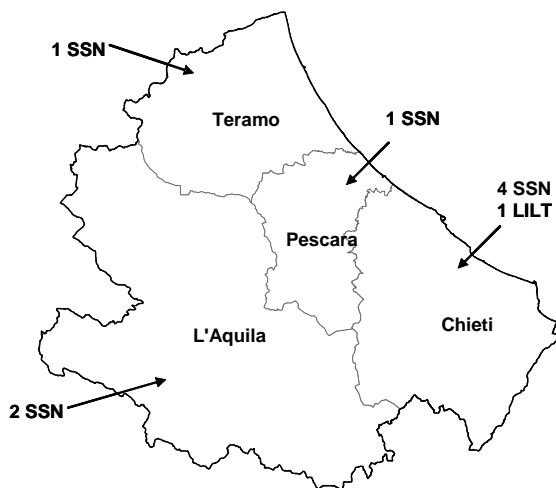 1 SSN
Teramo
1 SSN
4 SSN
1 LILT
Pescara
Chieti
L'Aquila
2 SSN